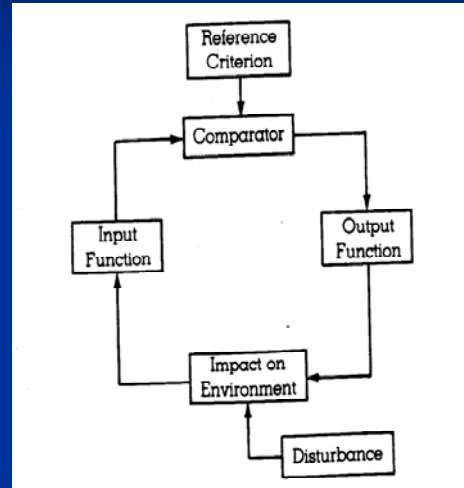 Reference
Criterion
Comparator
Input
Function
Output
Function
Impact on
Environment
Disturbance